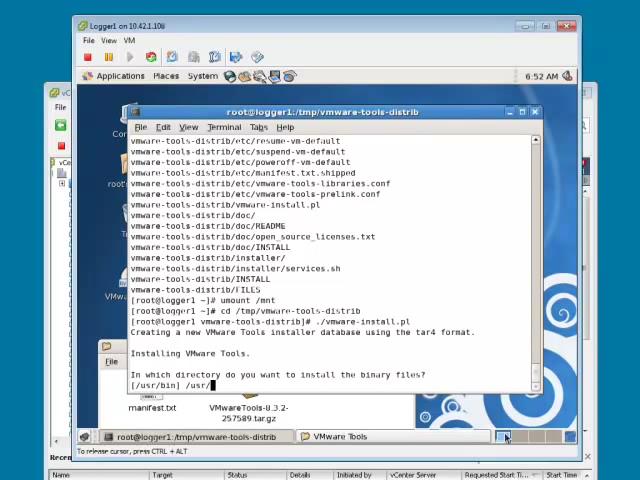 Logger1 on 10.42.1.108
File View VM
Applications Places System
6:52 AM
root@logger1:/tmp/vmware-tools-distrib
File Edit View Terminal Tabs Help
vmware-tools-distrib/etc/resume-vm-default
vmware-tools-distrib/etc/suspend-vm-default
vmware-tools-distrib/etc/poweroff-vm-default
vmware-tools-distrib/etc/manifest.txt.shipped
vmware-tools-distrib/etc/vmware-tools-libraries.conf
vmware-tools-distrib/etc/vmware-tools-prelink.conf
vmware-tools-distrib/vmware-install.pl
vmware-tools-distrib/doc/
vmware-tools-distrib/doc/README
vmware-tools-distrib/doc/open_source_licenses.txt
vmware-tools-distrib/doc/INSTALL
vmware-tools-distrib/installer/
vmware-tools-distrib/installer/services.sh
vmware-tools-distrib/INSTALL
vmware-tools-distrib/FILES
[root@logger1 ~]# umount /mnt
[root@logger1 ~]# cd /tmp/vmware-tools-distrib
[root@logger1 vmware-tools-distrib]# ./vmware-install.pl
Creating a new VMware Tools installer database using the tar4 format.
Installing VMware Tools.
In which directory do you want to install the binary files?
[/usr/bin] /usr/
File
manifest.txt
VMwareTools-8.3.2-
257589.tar.gz
root@logger1:/tmp/vmware-tools-distrib
VMware Tools
To release cursor, press CTRL + ALT
vC
File
Recen
Name Target Status Details Initiated by vCenter Server Requested Start Ti... Start Time